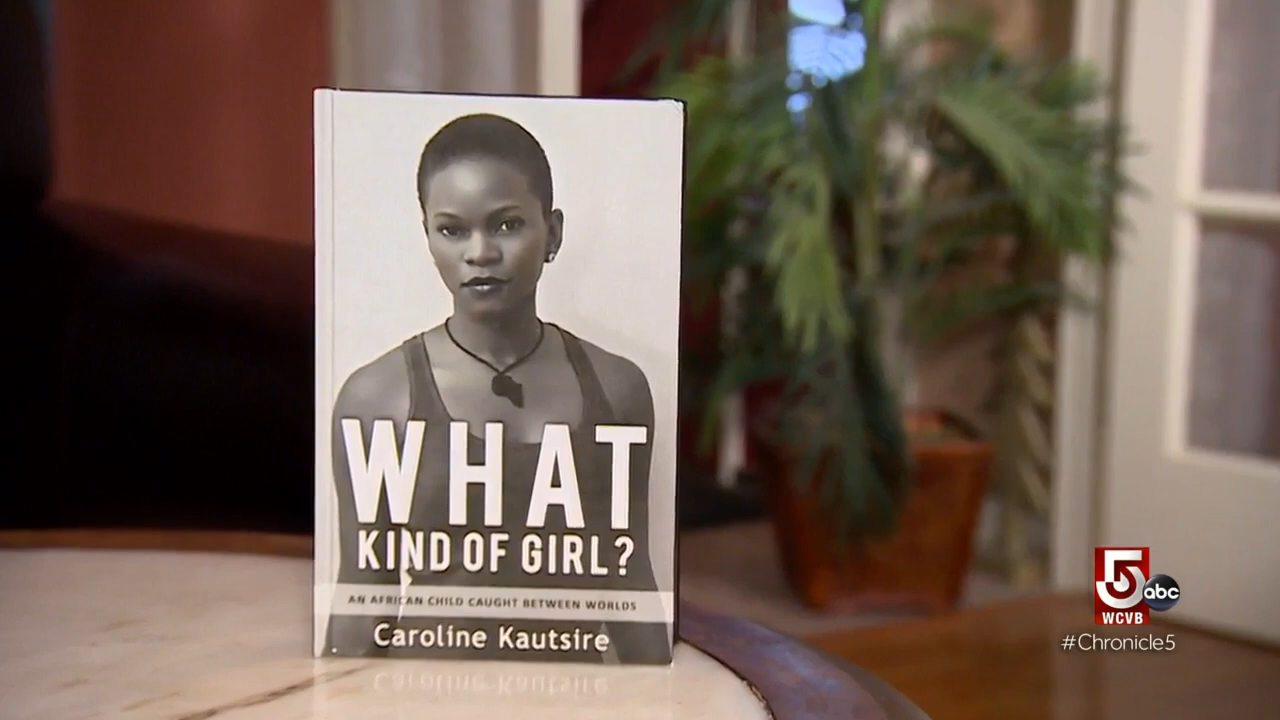 WHAT
KIND OF GIRL?
AN AFRICAN CHILD CAUGHT BETWEEN WORLDS
Caroline Kautsire
5 abc
WCVB
#Chronicle5